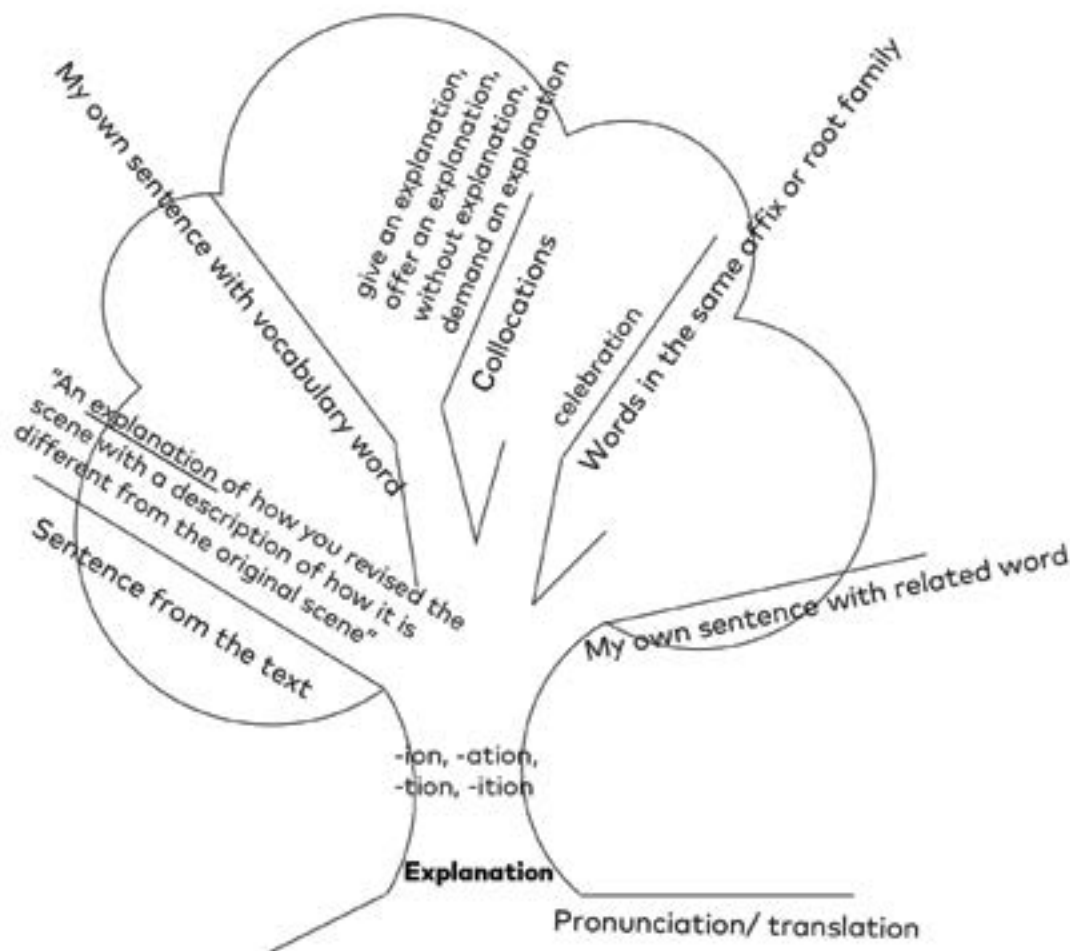 My own sentence with vocabulary word
give an explanation,
offer an explanation,
without explanation,
demand an explanation
Collocations
celebration
Words in the same affix or root family
"An explanation of how you revised the
scene with a description of how it is
different from the original scene"
Sentence from the text
My own sentence with related word
-ion, -ation,
-tion, -ition
Explanation
Pronunciation/ translation